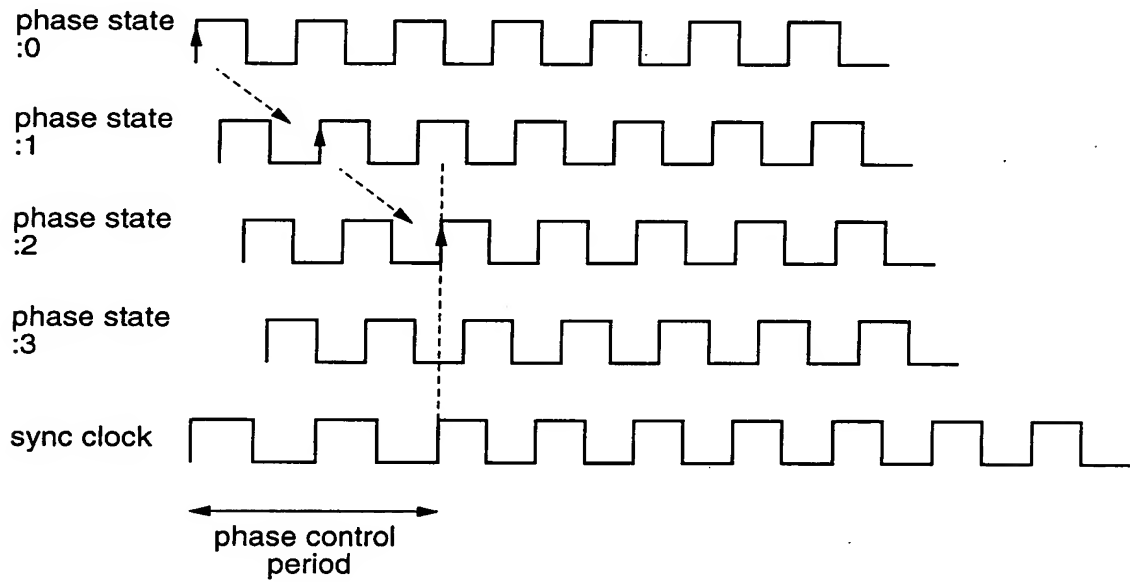 phase state
:0
phase state
:1
phase state
:2
phase state
:3
sync clock
phase control
period